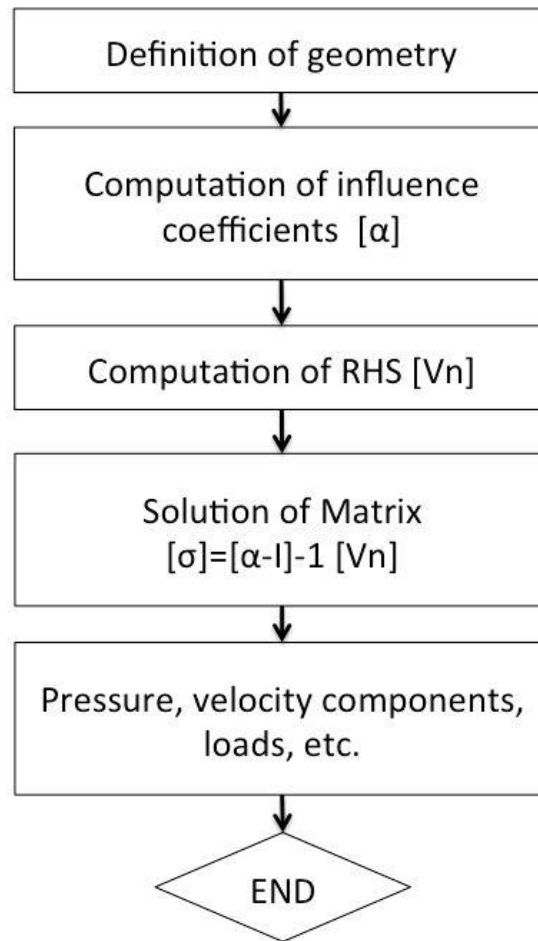 Definition of geometry
Computation of influence
coefficients [α]
Computation of RHS [Vn]
Solution of Matrix
[σ]=[α-I]-1 [Vn]
Pressure, velocity components,
loads, etc.
END